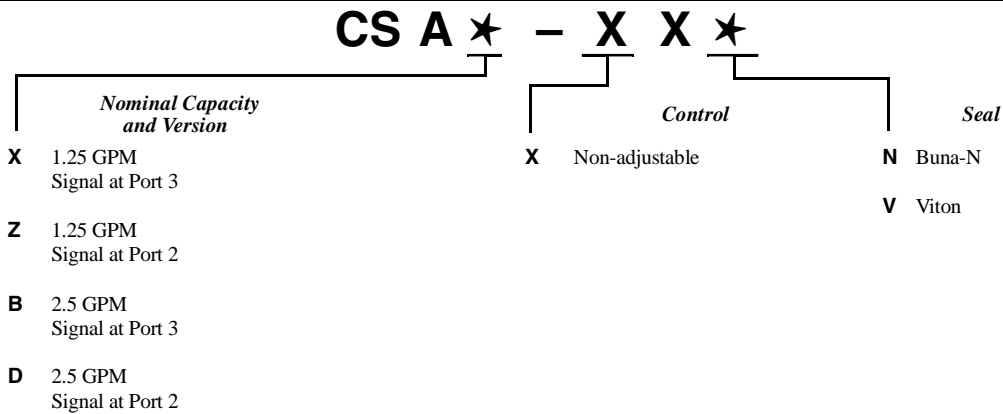 CS A ✶ – X X ✶
Nominal Capacity
and Version
X 1.25 GPM
Signal at Port 3
Z 1.25 GPM
Signal at Port 2
B 2.5 GPM
Signal at Port 3
D 2.5 GPM
Signal at Port 2
Control
X Non-adjustable
Seal
N Buna-N
V Viton